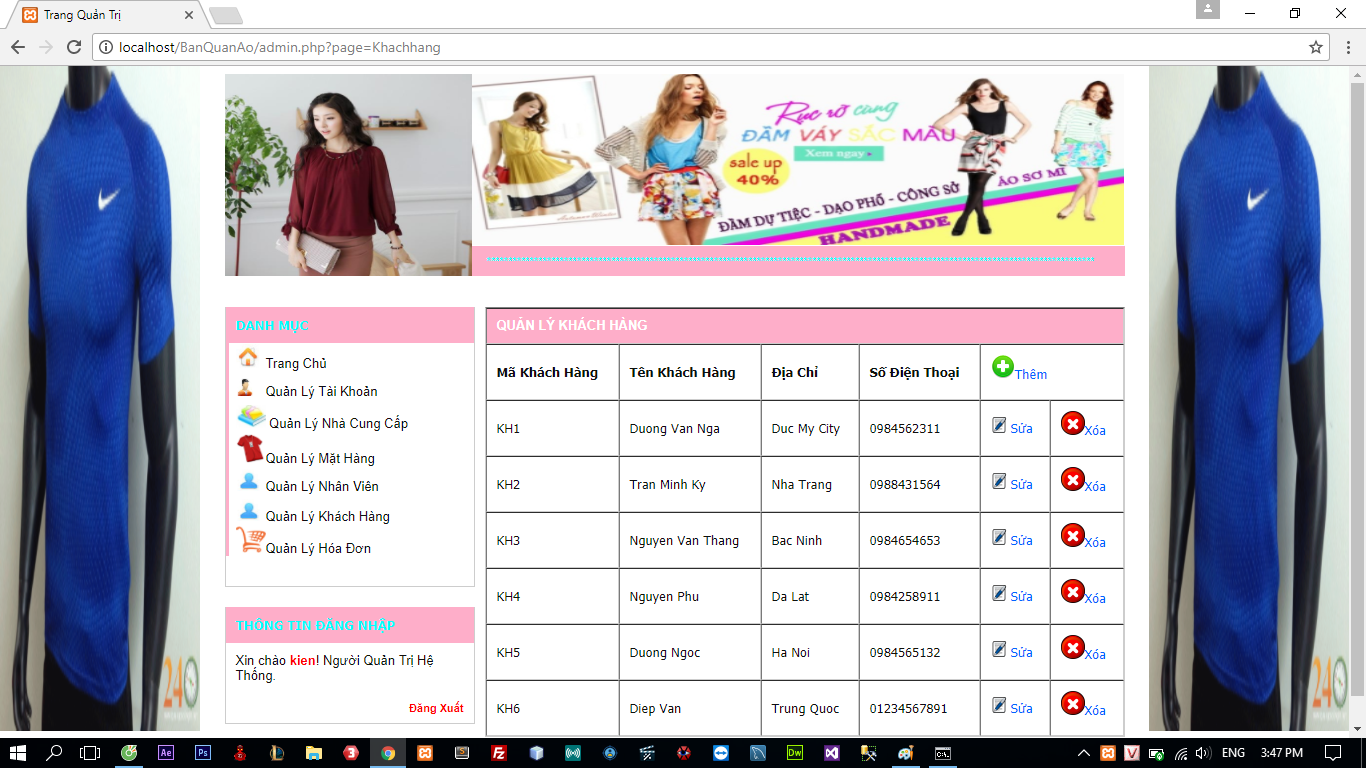 Trang Quản Trị
localhost/BanQuanAo/admin.php?page=Khachhang
Rực rỡ cùng
ĐẦM VÁY SẮC MÀU
Xem ngay
sale up
40%
ĐẦM DỰ TIỆC - DẠO PHỐ - CÔNG SỞ
ÁO SƠ MI
HANDMADE
DANH MỤC
Trang Chủ
Quản Lý Tài Khoản
Quản Lý Nhà Cung Cấp
Quản Lý Mặt Hàng
Quản Lý Nhân Viên
Quản Lý Khách Hàng
Quản Lý Hóa Đơn
THÔNG TIN ĐĂNG NHẬP
Xin chào kien! Người Quản Trị Hệ
Thống.
Đăng Xuất
QUẢN LÝ KHÁCH HÀNG
Mã Khách Hàng Tên Khách Hàng Địa Chỉ Số Điện Thoại Thêm
KH1 Duong Van Nga Duc My City 0984562311 Sửa Xóa
KH2 Tran Minh Ky Nha Trang 0988431564 Sửa Xóa
KH3 Nguyen Van Thang Bac Ninh 0984654653 Sửa Xóa
KH4 Nguyen Phu Da Lat 0984258911 Sửa Xóa
KH5 Duong Ngoc Ha Noi 0984565132 Sửa Xóa
KH6 Diep Van Trung Quoc 01234567891 Sửa Xóa
24
24
Ae
Ps
Dw
V
ENG
3:47 PM